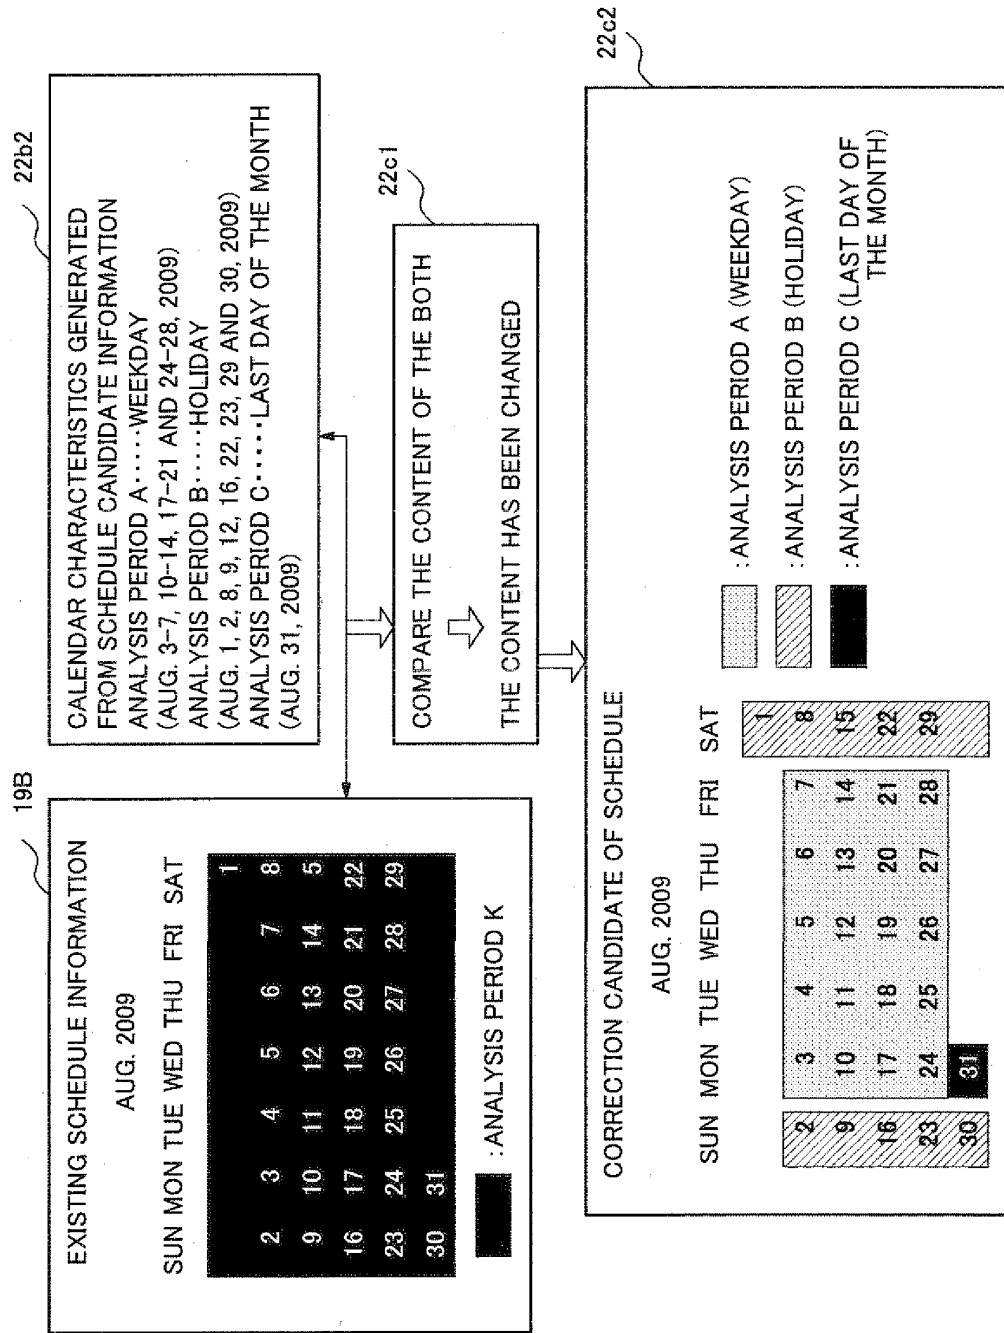 19B
EXISTING SCHEDULE INFORMATION
AUG. 2009
SUN MON TUE WED THU FRI SAT
1
2 3 4 5 6 7 8
9 10 11 12 13 14 5
16 17 18 19 20 21 22
23 24 25 26 27 28 29
30 31
: ANALYSIS PERIOD K
22b2
CALENDAR CHARACTERISTICS GENERATED
FROM SCHEDULE CANDIDATE INFORMATION
ANALYSIS PERIOD A·····WEEKDAY
(AUG. 3-7, 10-14, 17-21 AND 24-28, 2009)
ANALYSIS PERIOD B·····HOLIDAY
(AUG. 1, 2, 8, 9, 12, 16, 22, 23, 29 AND 30, 2009)
ANALYSIS PERIOD C·····LAST DAY OF THE MONTH
(AUG. 31, 2009)
22c1
COMPARE THE CONTENT OF THE BOTH
THE CONTENT HAS BEEN CHANGED
22c2
CORRECTION CANDIDATE OF SCHEDULE
AUG. 2009
SUN MON TUE WED THU FRI SAT
1
2 3 4 5 6 7 8
9 10 11 12 13 14 15
16 17 18 19 20 21 22
23 24 25 26 27 28 29
30 31
: ANALYSIS PERIOD A (WEEKDAY)
: ANALYSIS PERIOD B (HOLIDAY)
: ANALYSIS PERIOD C (LAST DAY OF
THE MONTH)